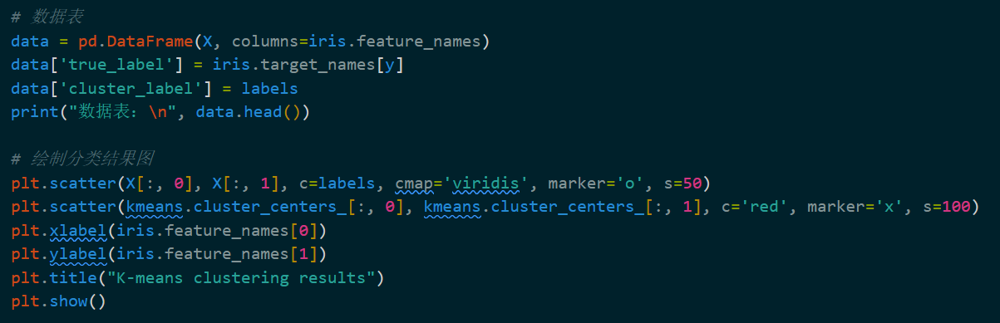 # 数据表
data = pd.DataFrame(X, columns=iris.feature_names)
data['true_label'] = iris.target_names[y]
data['cluster_label'] = labels
print("数据表：\n", data.head())
# 绘制分类结果图
plt.scatter(X[:, 0], X[:, 1], c=labels, cmap='viridis', marker='o', s=50)
plt.scatter(kmeans.cluster_centers_[:, 0], kmeans.cluster_centers_[:, 1], c='red', marker='x', s=100)
plt.xlabel(iris.feature_names[0])
plt.ylabel(iris.feature_names[1])
plt.title("K-means clustering results")
plt.show()